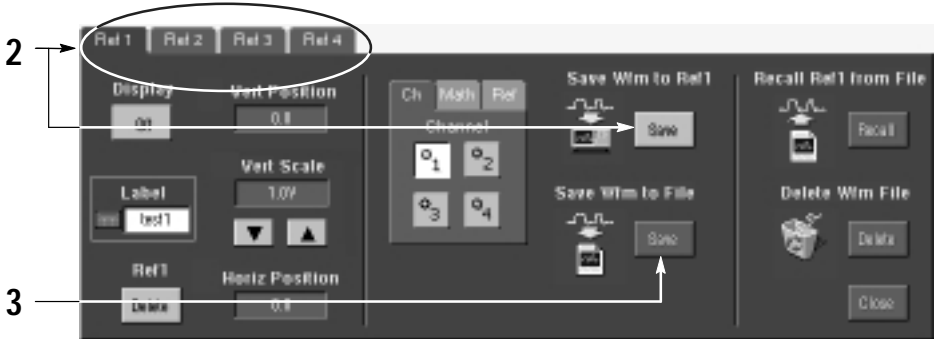 2
Ref 1 Ref 2 Ref 3 Ref 4
Display
Off
Vert Position
0.0
Vert Scale
1.0V
Label
test1
Ref1
Delete
Horiz Position
0.0
Ch Math Ref
Channel
1 2
3 4
Save Wfm to Ref1
Save
Save Wfm to File
Save
Recall Ref1 from File
Recall
Delete Wfm File
Delete
Close
3